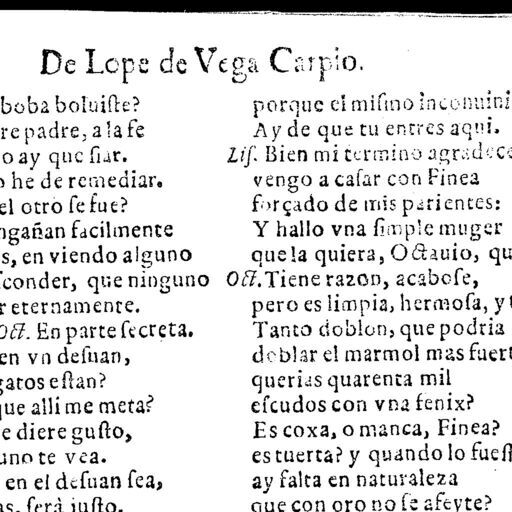 De Lope de Vega Carpio.
boba boluiſte?
re padre, a la fe
o ay que fiar.
o he de remediar.
el otro ſe fue?
ngañan facilmente
s, en viendo alguno
ſconder, que ninguno
r eternamente.
Oct. En parte ſecreta.
en vn deſuan,
gatos eſtan?
que alli me meta?
e diere guſto,
uno te vea.
en el deſuan ſea,
as, ſerà juſto.
porque el miſmo inconuini
Ay de que tu entres aqui.
Liſ. Bien mi termino agradece
vengo a caſar con Finea
forçado de mis parientes:
Y hallo vna ſimple muger
que la quiera, Octauio, qu
Oct. Tiene razon, acaboſe,
pero es limpia, hermoſa, y t
Tanto doblon, que podria
doblar el marmol mas fuert
querias quarenta mil
eſcudos con vna fenix?
Es coxa, o manca, Finea?
es tuerta? y quando lo fueſſ
ay falta en naturaleza
que con oro no ſe afeyte?